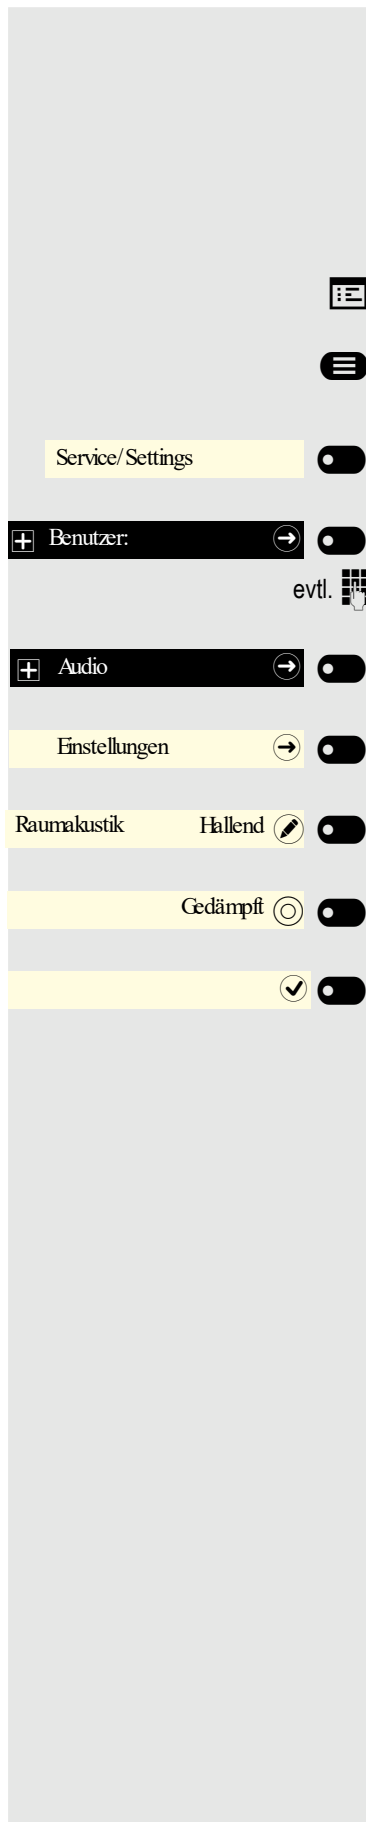 Service/Settings
Benutzer:
evtl.
Audio
Einstellungen
Raumakustik Hallend
Gedämpft